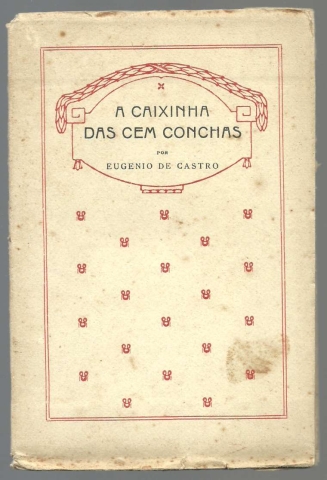 A CAIXINHA
DAS CEM CONCHAS
POR
EUGENIO DE CASTRO